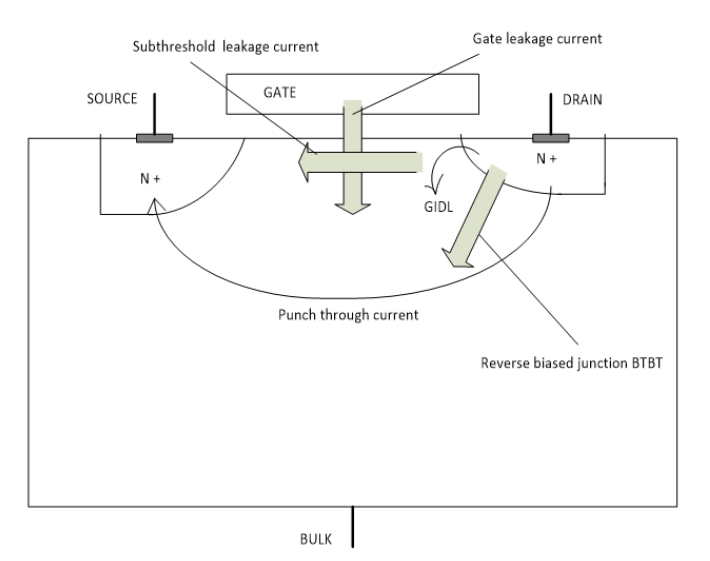 Subthreshold leakage current
Gate leakage current
SOURCE
GATE
DRAIN
N +
N +
GIDL
Punch through current
Reverse biased junction BTBT
BULK